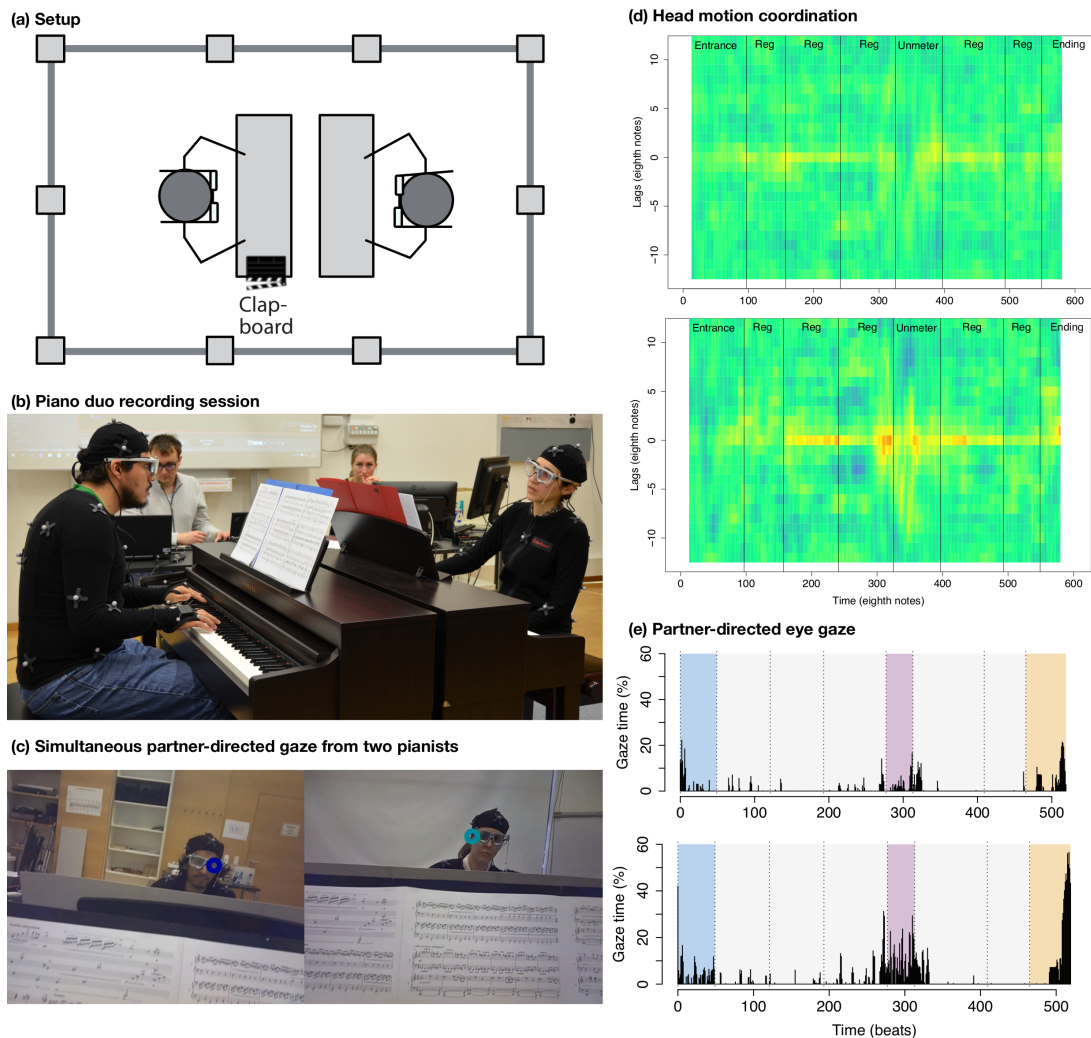 (a) Setup
Clap-
board
(b) Piano duo recording session
(c) Simultaneous partner-directed gaze from two pianists
(d) Head motion coordination
Entrance Reg Reg Reg Unmeter Reg Reg Ending
Lags (eighth notes)
10
5
0
−5
−10
0 100 200 300 400 500 600
Entrance Reg Reg Reg Unmeter Reg Reg Ending
Lags (eighth notes)
10
5
0
−5
−10
0 100 200 300 400 500 600
Time (eighth notes)
(e) Partner-directed eye gaze
Gaze time (%)
60
40
20
0
0 100 200 300 400 500
Gaze time (%)
60
50
40
30
20
10
0
0 100 200 300 400 500
Time (beats)